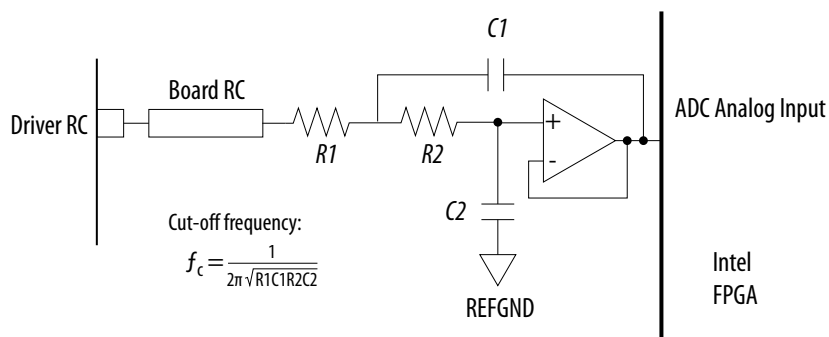 C1
Board RC
Driver RC
ADC Analog Input
+
R1
R2
-
C2
Cut-off frequency:
f_c = 1 / 2π√R1C1R2C2
REFGND
Intel
FPGA